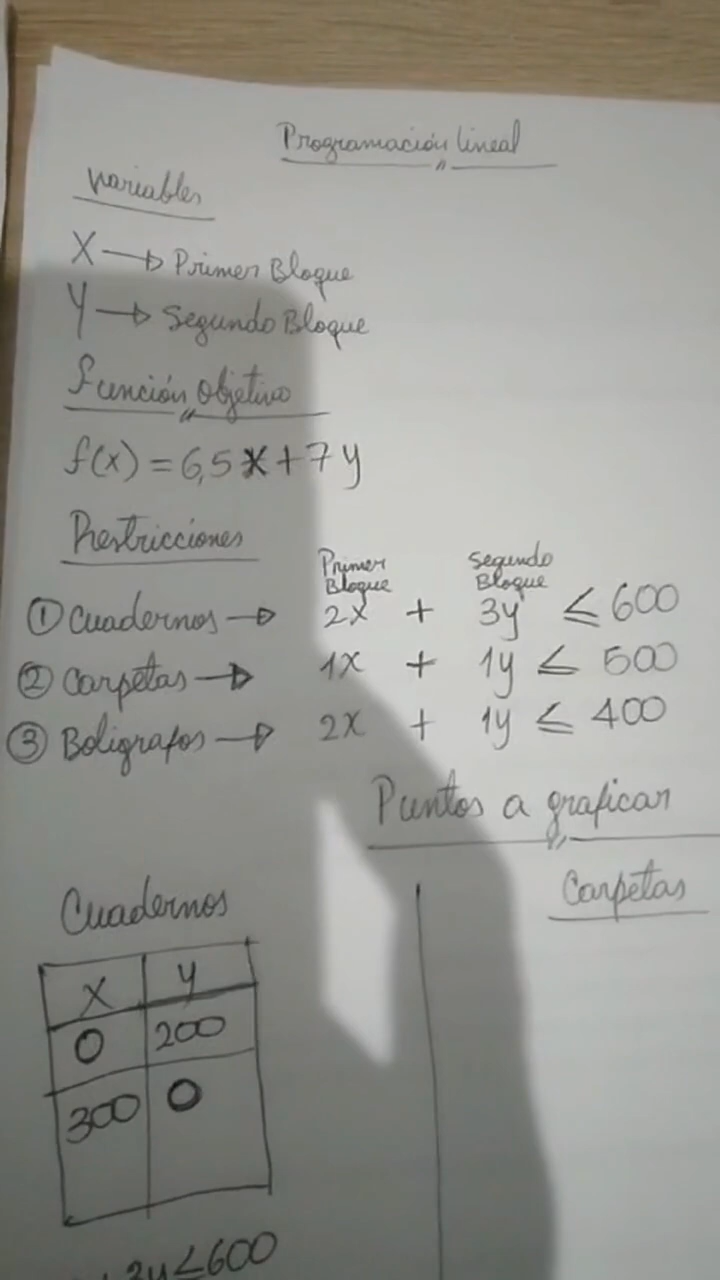 Programación lineal
Variables
X → Primer Bloque
Y → Segundo Bloque
Función Objetivo
f(x) = 6,5x + 7y
Restricciones
Primer Bloque Segundo Bloque
① Cuadernos → 2x + 3y ≤ 600
② Carpetas → 1x + 1y ≤ 500
③ Boligrafos → 2x + 1y ≤ 400
Puntos a graficar
Cuadernos
Carpetas
X Y
0 200
300 0
+ 3y ≤ 600